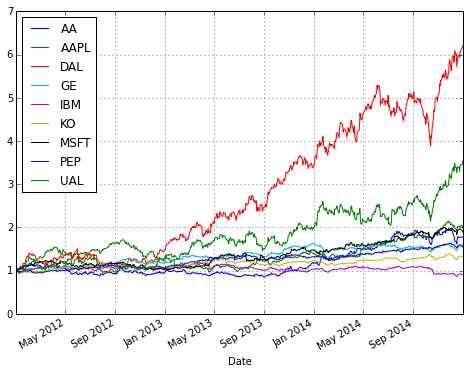 7
6
5
4
3
2
1
0
AA
AAPL
DAL
GE
IBM
KO
MSFT
PEP
UAL
May 2012
Sep 2012
Jan 2013
May 2013
Sep 2013
Jan 2014
May 2014
Sep 2014
Date